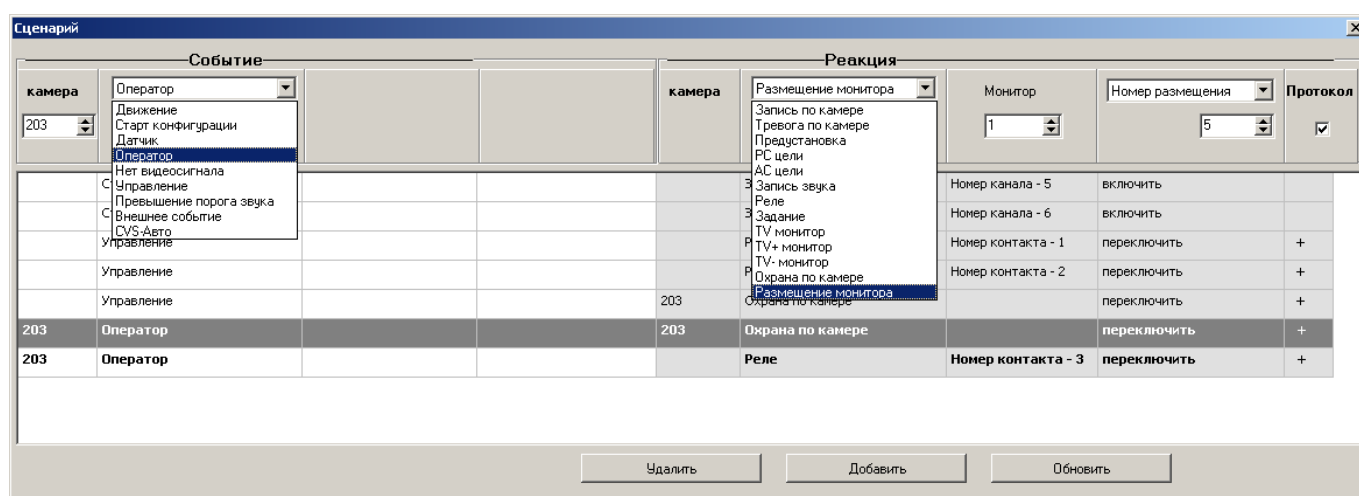 Сценарий
Событие Реакция
камера Оператор камера Размещение монитора Монитор Номер размещения Протокол
203 1 5
Движение
Старт конфигурации
Датчик
Оператор
Нет видеосигнала
Управление
Превышение порога звука
Внешнее событие
CVS-Авто
Запись по камере
Тревога по камере
Предустановка
РС цели
АС цели
Запись звука
Реле
Задание
TV монитор
TV+ монитор
TV- монитор
Охрана по камере
Размещение монитора
Номер канала - 5 включить
Номер канала - 6 включить
Управление Номер контакта - 1 переключить +
Управление Номер контакта - 2 переключить +
Управление 203 Охрана по камере переключить +
203 Оператор 203 Охрана по камере переключить +
203 Оператор Реле Номер контакта - 3 переключить +
Удалить Добавить Обновить